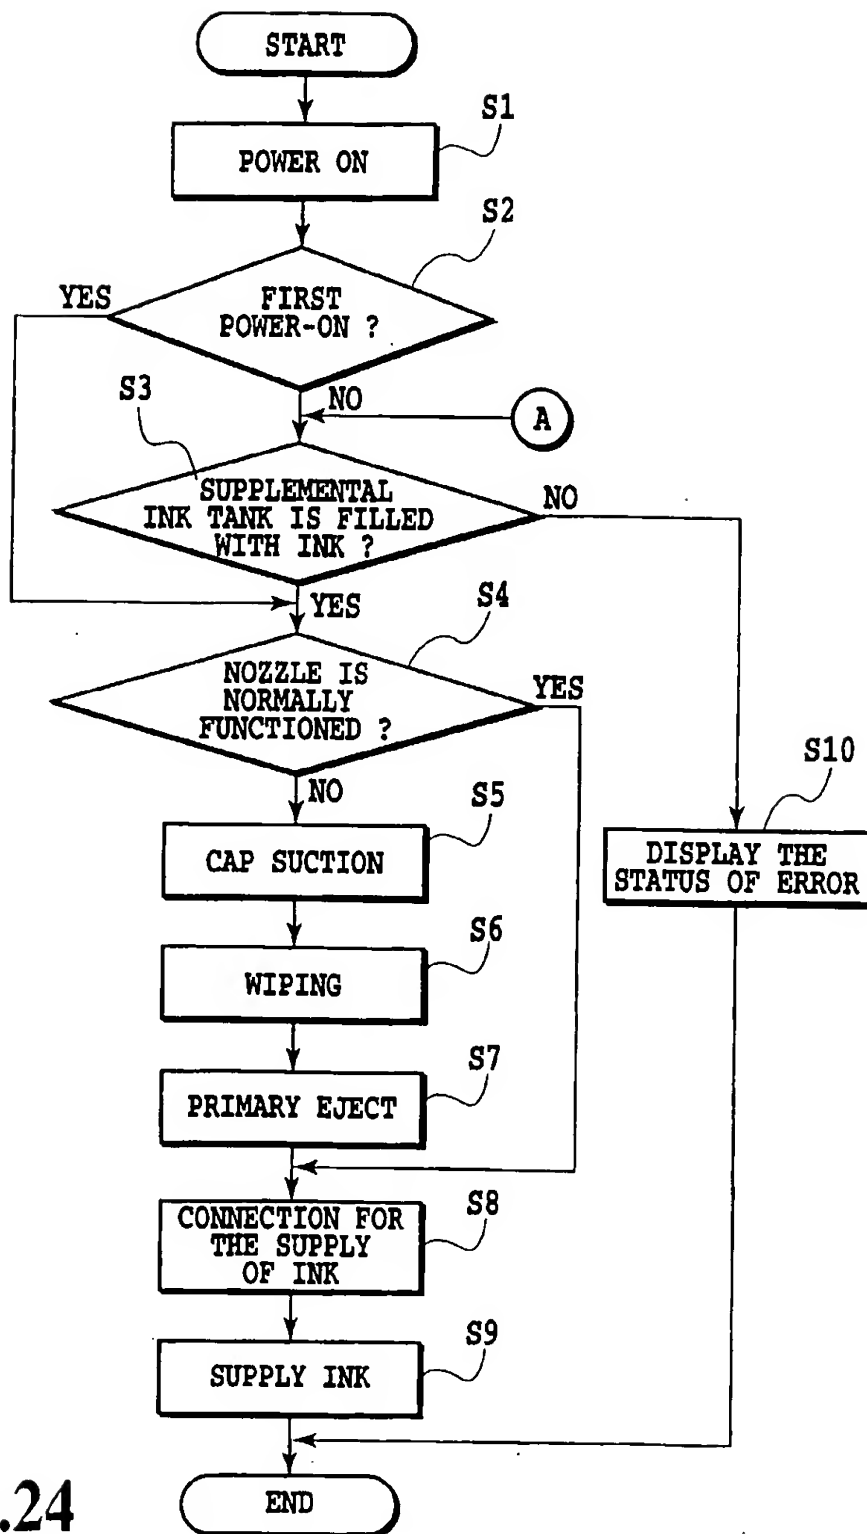 START
S1
POWER ON
S2
YES
FIRST
POWER-ON ?
S3
NO
A
SUPPLEMENTAL
INK TANK IS FILLED
WITH INK ?
NO
YES
S4
NOZZLE IS
NORMALLY
FUNCTIONED ?
YES
NO
S5
CAP SUCTION
S10
DISPLAY THE
STATUS OF ERROR
S6
WIPING
S7
PRIMARY EJECT
S8
CONNECTION FOR
THE SUPPLY
OF INK
S9
SUPPLY INK
END
.24